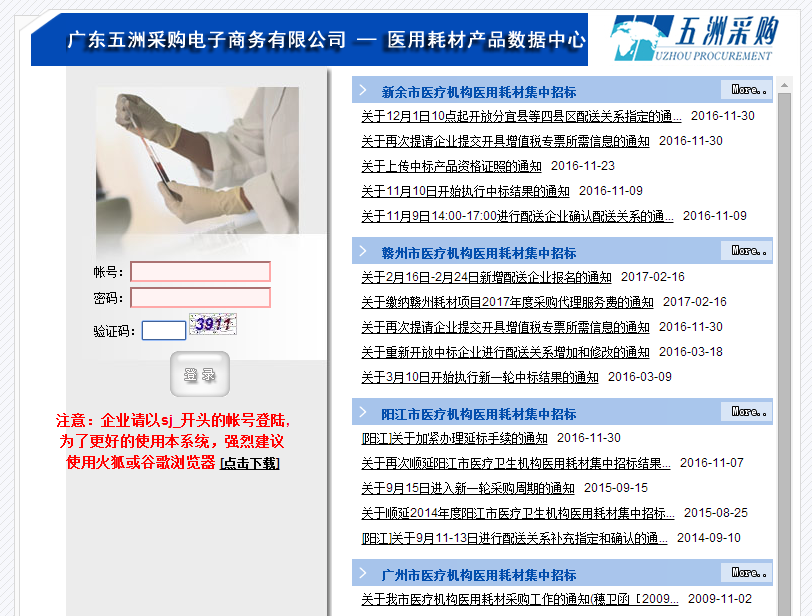 广东五洲采购电子商务有限公司 — 医用耗材产品数据中心
五洲采购
UZHOU PROCUREMENT
帐号：
密码：
验证码： 3911
登 录
注意：企业请以sj_开头的帐号登陆,
为了更好的使用本系统，强烈建议
使用火狐或谷歌浏览器 [点击下载]
新余市医疗机构医用耗材集中招标 More..
关于12月1日10点起开放分宜县等四县区配送关系指定的通... 2016-11-30
关于再次提请企业提交开具增值税专票所需信息的通知 2016-11-30
关于上传中标产品资格证照的通知 2016-11-23
关于11月10日开始执行中标结果的通知 2016-11-09
关于11月9日14:00-17:00进行配送企业确认配送关系的通... 2016-11-09
赣州市医疗机构医用耗材集中招标 More..
关于2月16日-2月24日新增配送企业报名的通知 2017-02-16
关于缴纳赣州耗材项目2017年度采购代理服务费的通知 2017-02-16
关于再次提请企业提交开具增值税专票所需信息的通知 2016-11-30
关于重新开放中标企业进行配送关系增加和修改的通知 2016-03-18
关于3月10日开始执行新一轮中标结果的通知 2016-03-09
阳江市医疗机构医用耗材集中招标 More..
[阳江]关于加紧办理延标手续的通知 2016-11-30
关于再次顺延阳江市医疗卫生机构医用耗材集中招标结果... 2016-11-07
关于9月15日进入新一轮采购周期的通知 2015-09-15
关于顺延2014年度阳江市医疗卫生机构医用耗材集中招标... 2015-08-25
[阳江]关于9月11-13日进行配送关系补充指定和确认的通... 2014-09-10
广州市医疗机构医用耗材集中招标 More..
关于我市医疗机构医用耗材采购工作的通知(穗卫函［2009... 2009-11-02